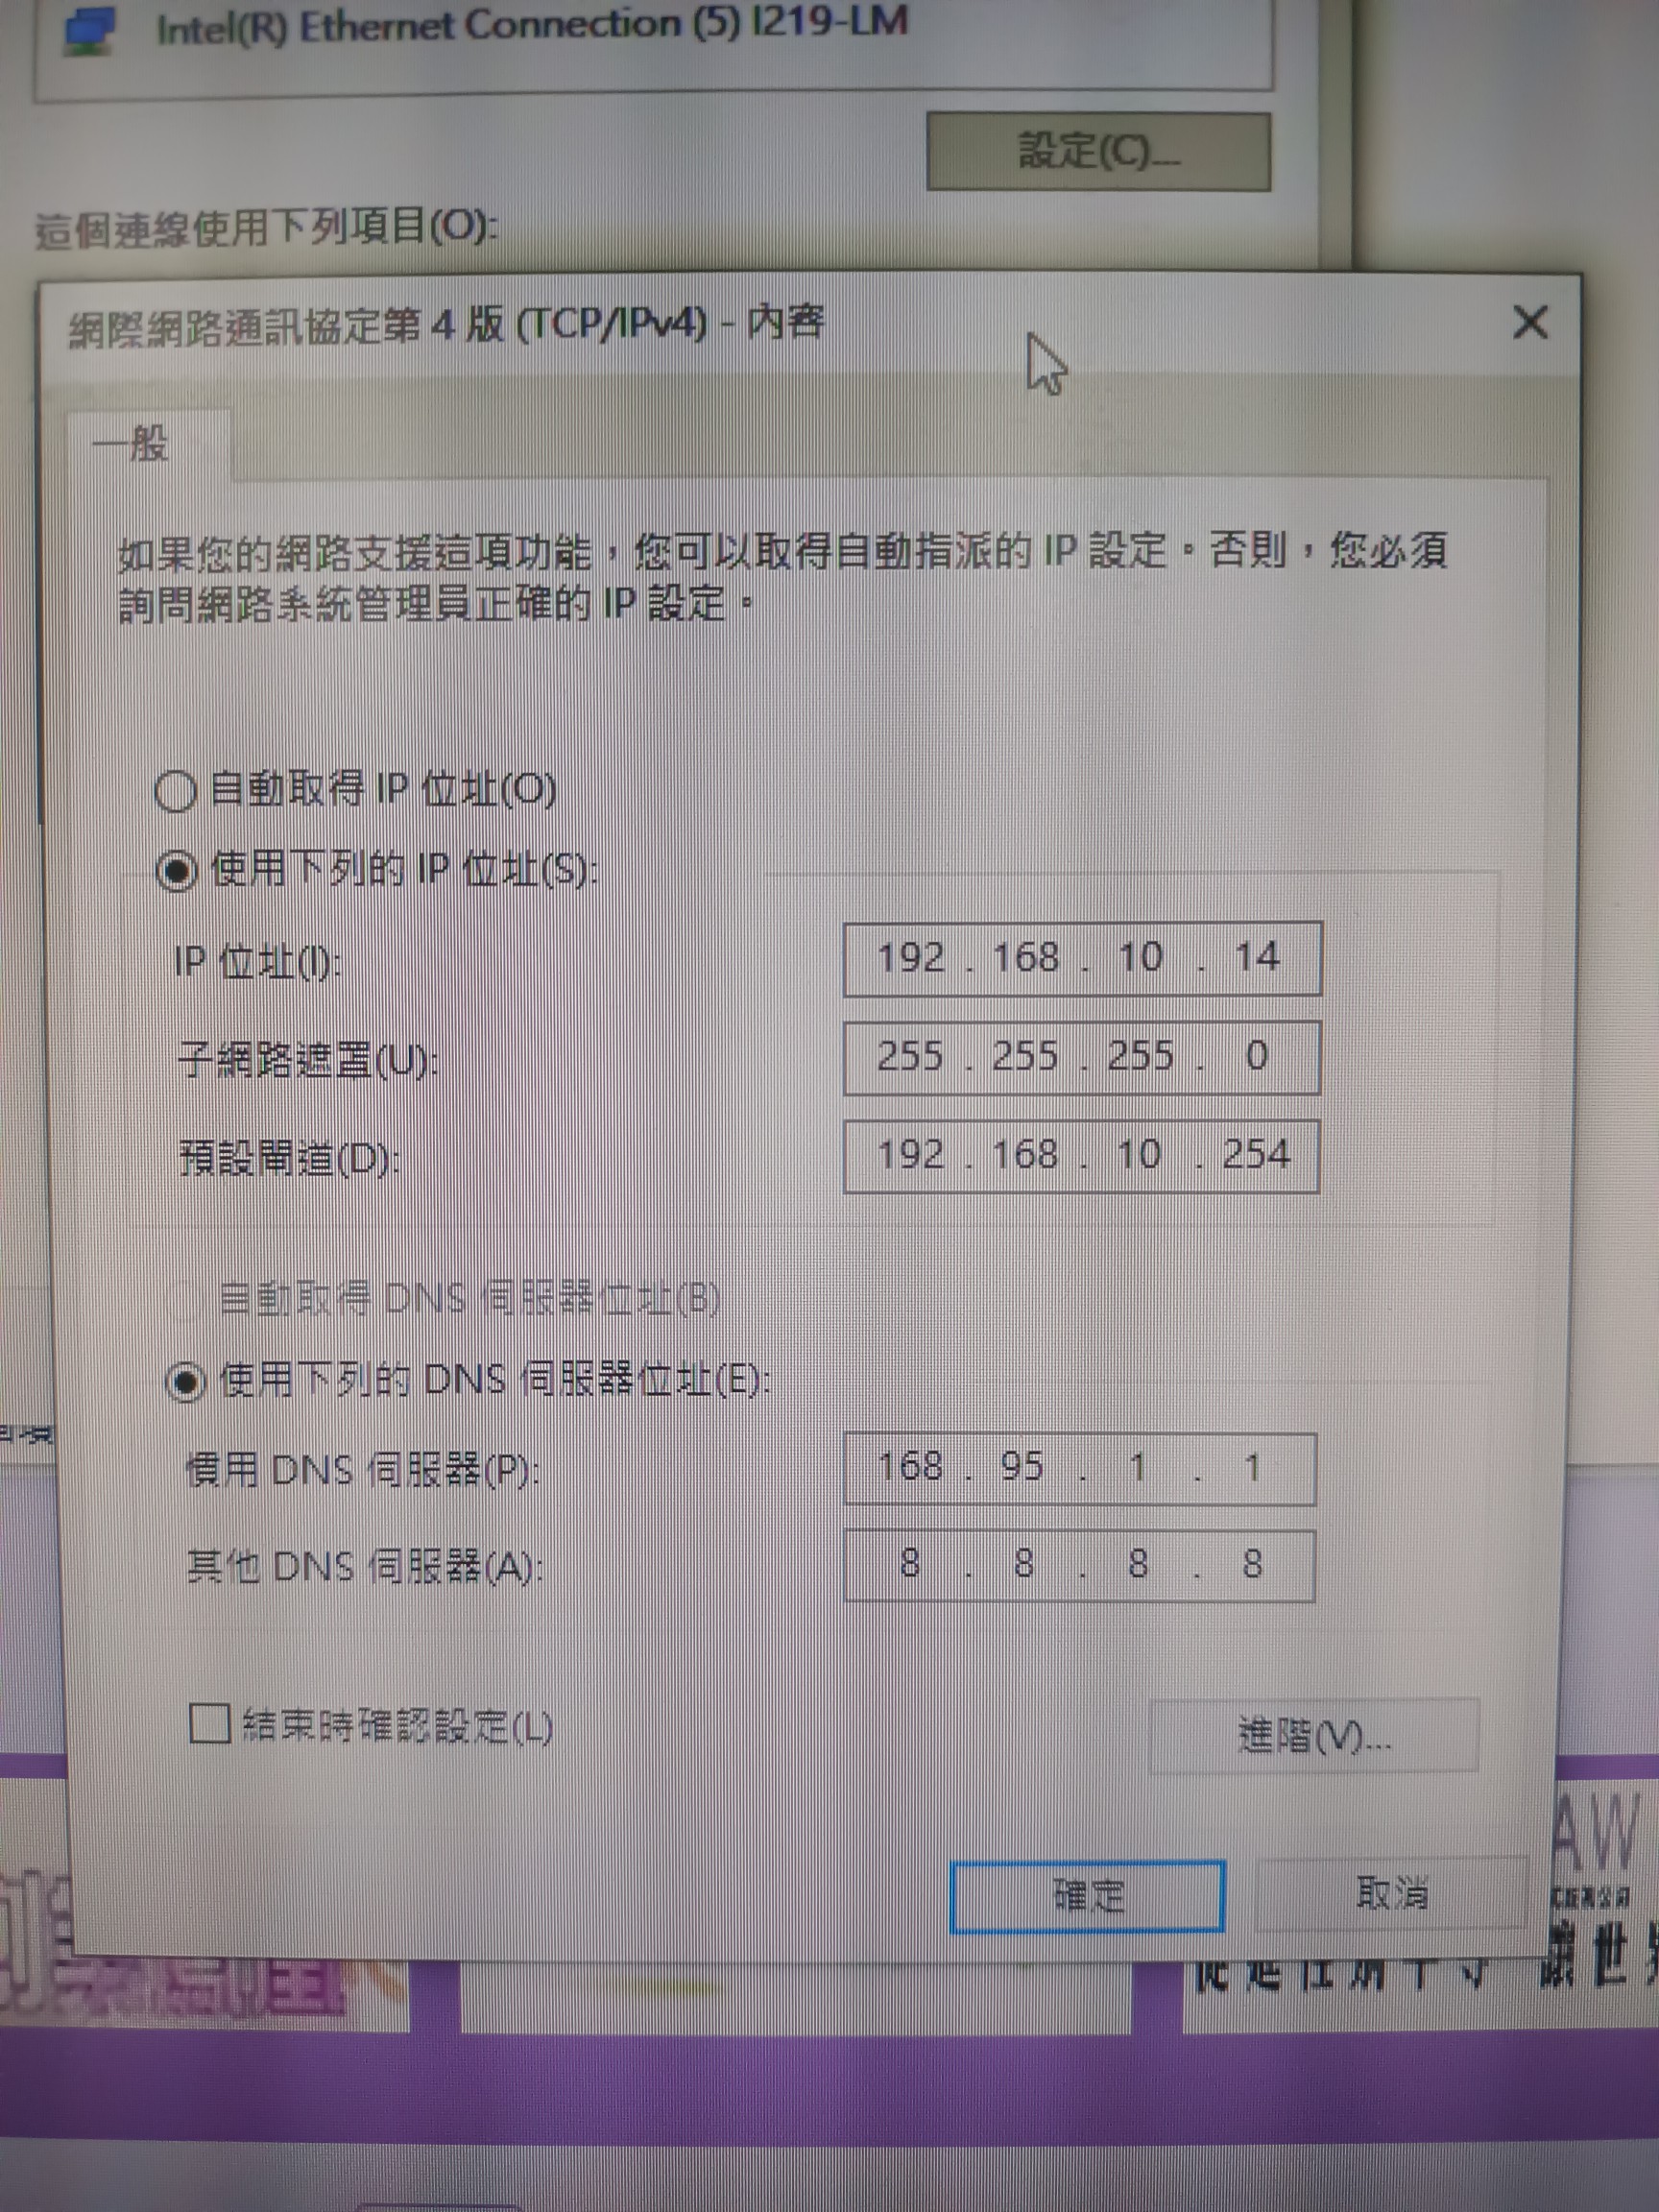 Intel(R) Ethernet Connection (5) I219-LM
設定(C)...
這個連線使用下列項目(O):
網際網路通訊協定第 4 版 (TCP/IPv4) - 內容
一般
如果您的網路支援這項功能，您可以取得自動指派的 IP 設定。否則，您必須
詢問網路系統管理員正確的 IP 設定。
自動取得 IP 位址(O)
使用下列的 IP 位址(S):
IP 位址(I):
192 . 168 . 10 . 14
子網路遮罩(U):
255 . 255 . 255 . 0
預設閘道(D):
192 . 168 . 10 . 254
自動取得 DNS 伺服器位址(B)
使用下列的 DNS 伺服器位址(E):
慣用 DNS 伺服器(P):
168 . 95 . 1 . 1
其他 DNS 伺服器(A):
8 . 8 . 8 . 8
結束時確認設定(L)
進階(V)...
確定
取消
AW
讓世